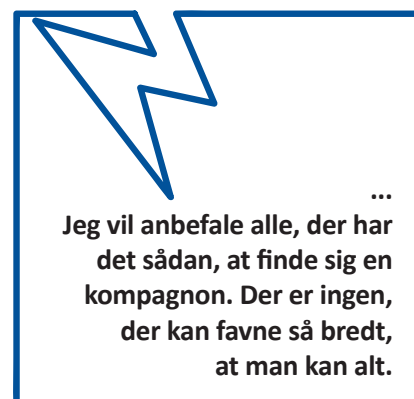 ...
Jeg vil anbefale alle, der har
det sådan, at finde sig en
kompagnon. Der er ingen,
der kan favne så bredt,
at man kan alt.